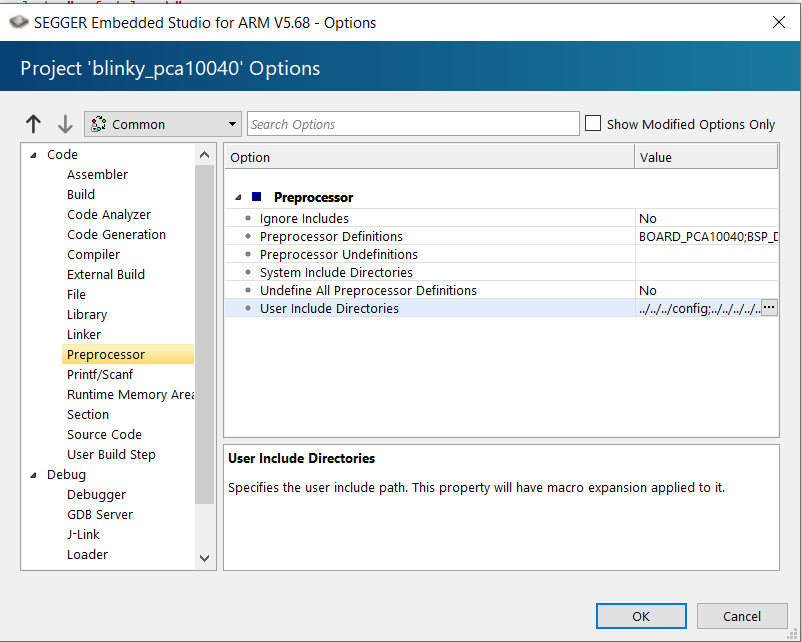 SEGGER Embedded Studio for ARM V5.68 - Options
Project 'blinky_pca10040' Options
Common
Search Options
Show Modified Options Only
Code
Assembler
Build
Code Analyzer
Code Generation
Compiler
External Build
File
Library
Linker
Preprocessor
Printf/Scanf
Runtime Memory Area
Section
Source Code
User Build Step
Debug
Debugger
GDB Server
J-Link
Loader
Option Value
Preprocessor
Ignore Includes No
Preprocessor Definitions BOARD_PCA10040;BSP_D
Preprocessor Undefinitions
System Include Directories
Undefine All Preprocessor Definitions No
User Include Directories ../../../config;../../../../.. ...
User Include Directories
Specifies the user include path. This property will have macro expansion applied to it.
OK Cancel